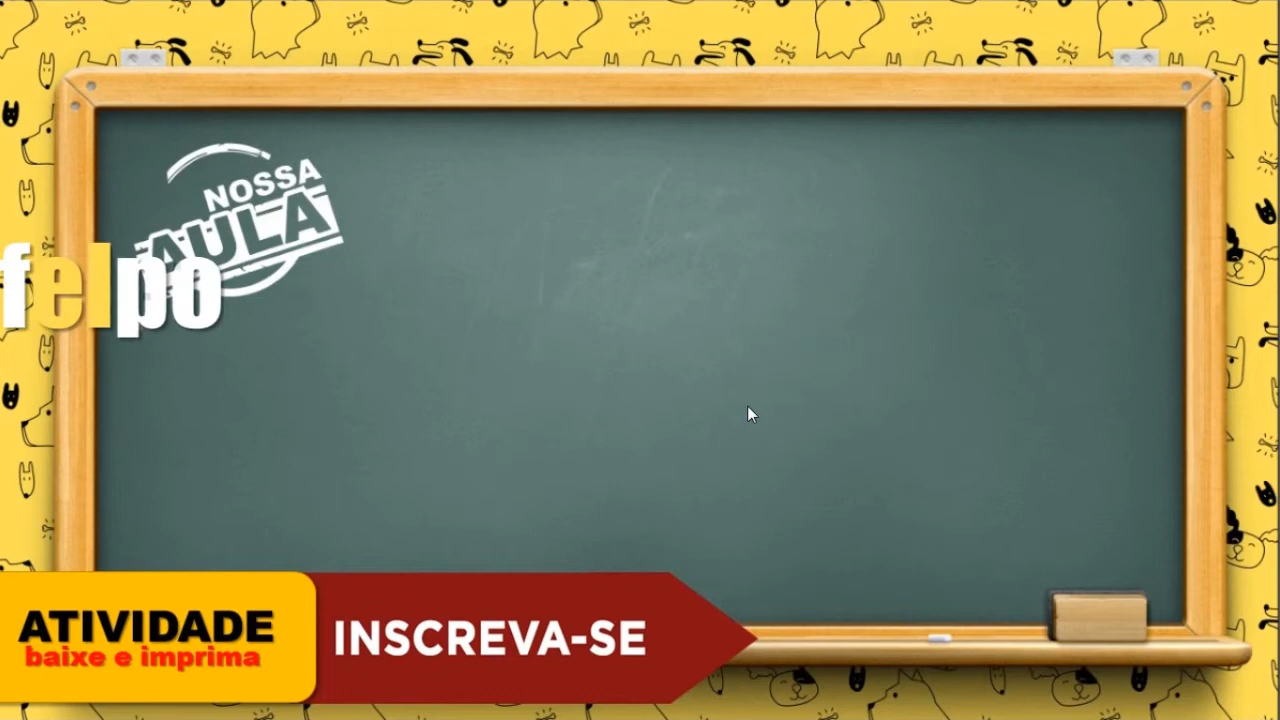 NOSSA
AULA
felpo
ATIVIDADE
baixe e imprima
INSCREVA-SE